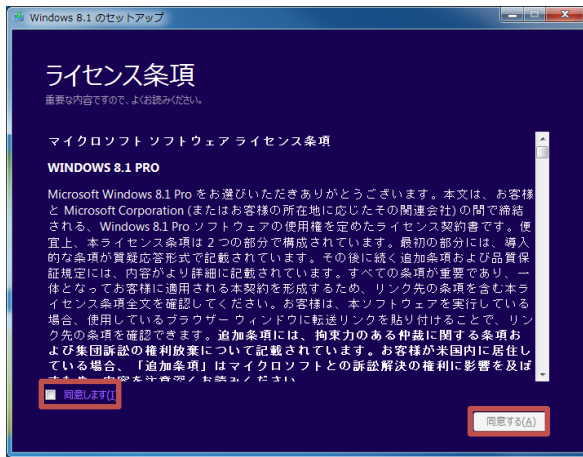 Windows 8.1 のセットアップ
ライセンス条項
重要な内容ですので、よくお読みください。
マイクロソフト ソフトウェア ライセンス条項
WINDOWS 8.1 PRO
Microsoft Windows 8.1 Pro をお選びいただきありがとうございます。本文は、お客様
と Microsoft Corporation (またはお客様の所在地に応じたその関連会社) の間で締結
される、Windows 8.1 Pro ソフトウェアの使用権を定めたライセンス契約書です。便
宜上、本ライセンス条項は 2 つの部分で構成されています。最初の部分には、導入
的な条項が質疑応答形式で記載されています。その後に続く追加条項および品質保
証規定には、内容がより詳細に記載されています。すべての条項が重要であり、一
体となってお客様に適用される本契約を形成するため、リンク先の条項を含む本ラ
イセンス条項全文を確認してください。お客様は、本ソフトウェアを実行している
場合、使用しているブラウザー ウィンドウに転送リンクを貼り付けることで、リン
ク先の条項を確認できます。追加条項には、拘束力のある仲裁に関する条項お
よび集団訴訟の権利放棄について記載されています。お客様が米国内に居住し
ている場合、「追加条項」はマイクロソフトとの訴訟解決の権利に影響を及ぼ
すため、内容を注意深くお読みください。
同意します(I
同意する(A)